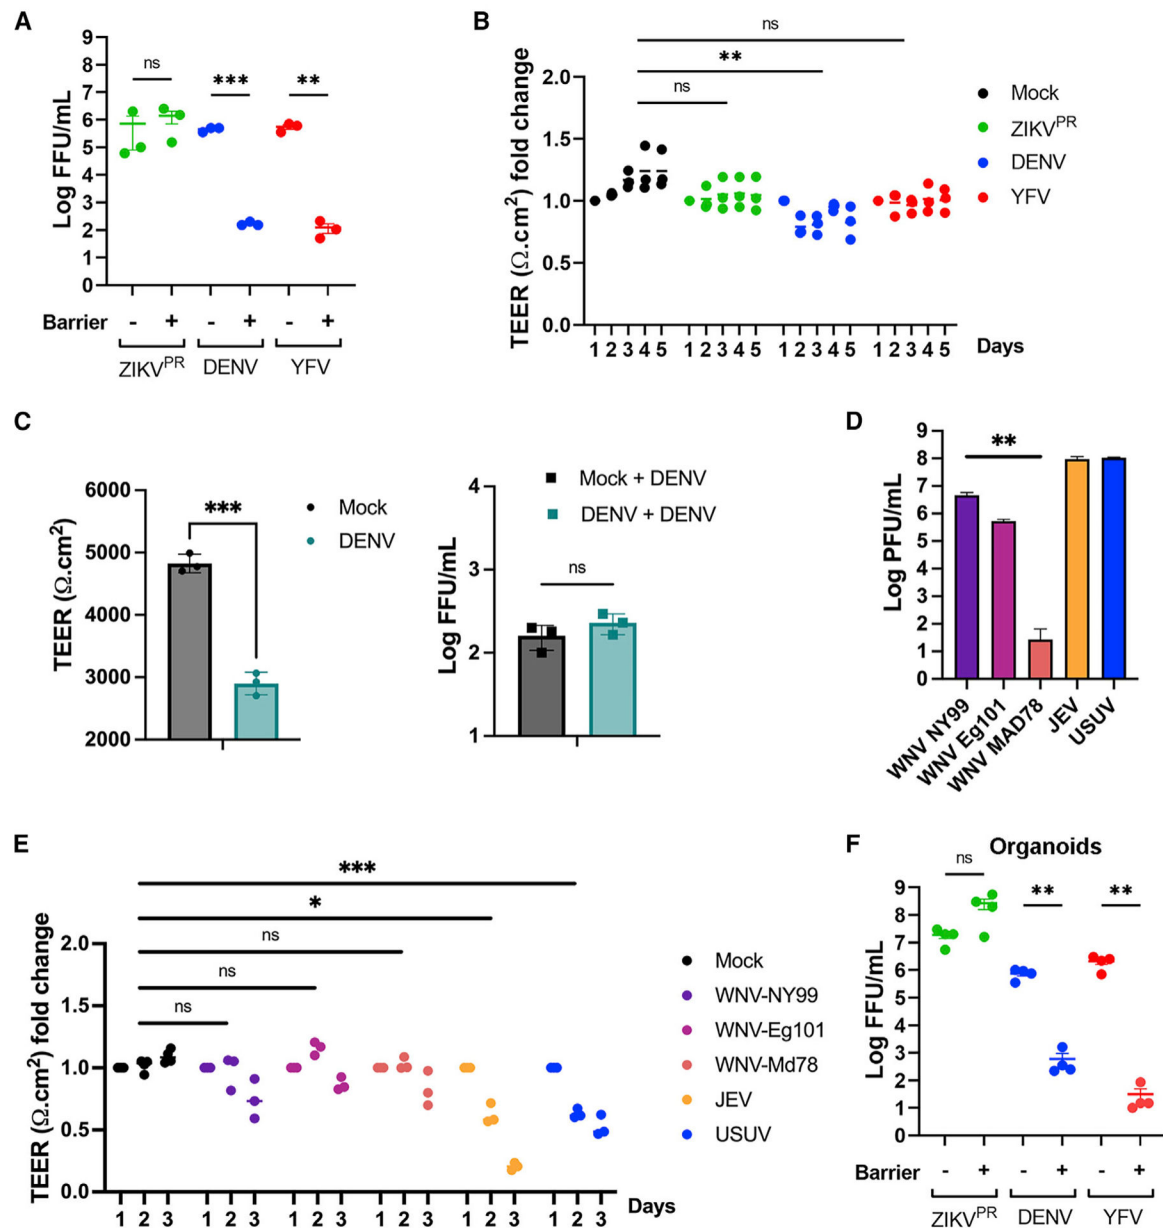 A
Log FFU/mL
9
8
7
6
5
4
3
2
1
0
ns
***
**
Barrier
- + - + - +
ZIKVPR DENV YFV
B
TEER (Ω.cm2) fold change
2.0
1.5
1.0
0.5
0.0
ns
**
ns
1 2 3 4 5 1 2 3 4 5 1 2 3 4 5 1 2 3 4 5 Days
Mock
ZIKVPR
DENV
YFV
C
TEER (Ω.cm2)
6000
5000
4000
3000
2000
***
Mock
DENV
Log FFU/mL
4
3
2
1
ns
Mock + DENV
DENV + DENV
D
Log PFU/mL
9
8
7
6
5
4
3
2
1
0
**
WNV NY99
WNV Eg101
WNV MAD78
JEV
USUV
E
TEER (Ω.cm2) fold change
2.0
1.5
1.0
0.5
0.0
***
*
ns
ns
ns
1 2 3 1 2 3 1 2 3 1 2 3 1 2 3 1 2 3 Days
Mock
WNV-NY99
WNV-Eg101
WNV-Md78
JEV
USUV
F
Organoids
Log FFU/mL
9
8
7
6
5
4
3
2
1
0
ns
**
**
Barrier
- + - + - +
ZIKVPR DENV YFV